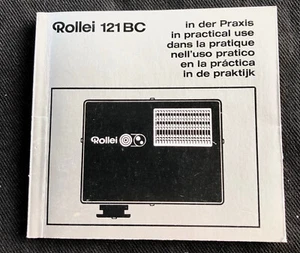 Rollei 121 BC
in der Praxis
in practical use
dans la pratique
nell'uso pratico
en la práctica
in de praktijk
Rollei